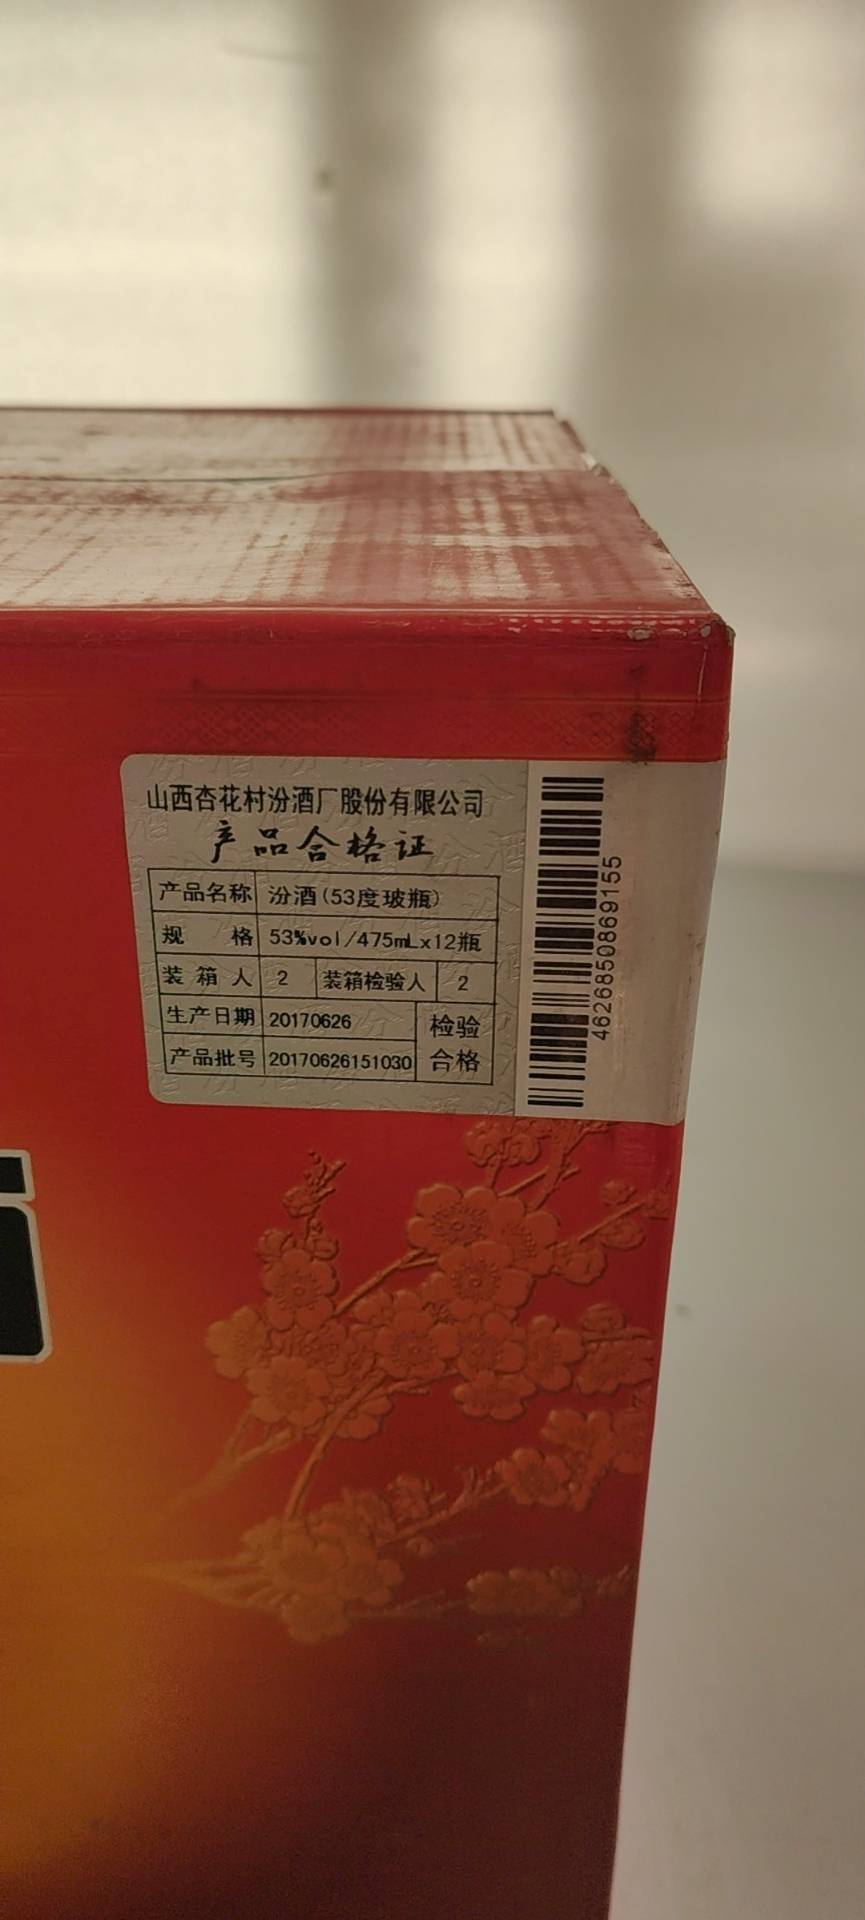 山西杏花村汾酒厂股份有限公司
产品合格证
产品名称 汾酒(53度玻瓶)
规 格 53%vol/475mL×12瓶
装 箱 人 2 装箱检验人 2
生产日期 20170626 检验
产品批号 20170626151030 合格
462685086​9155